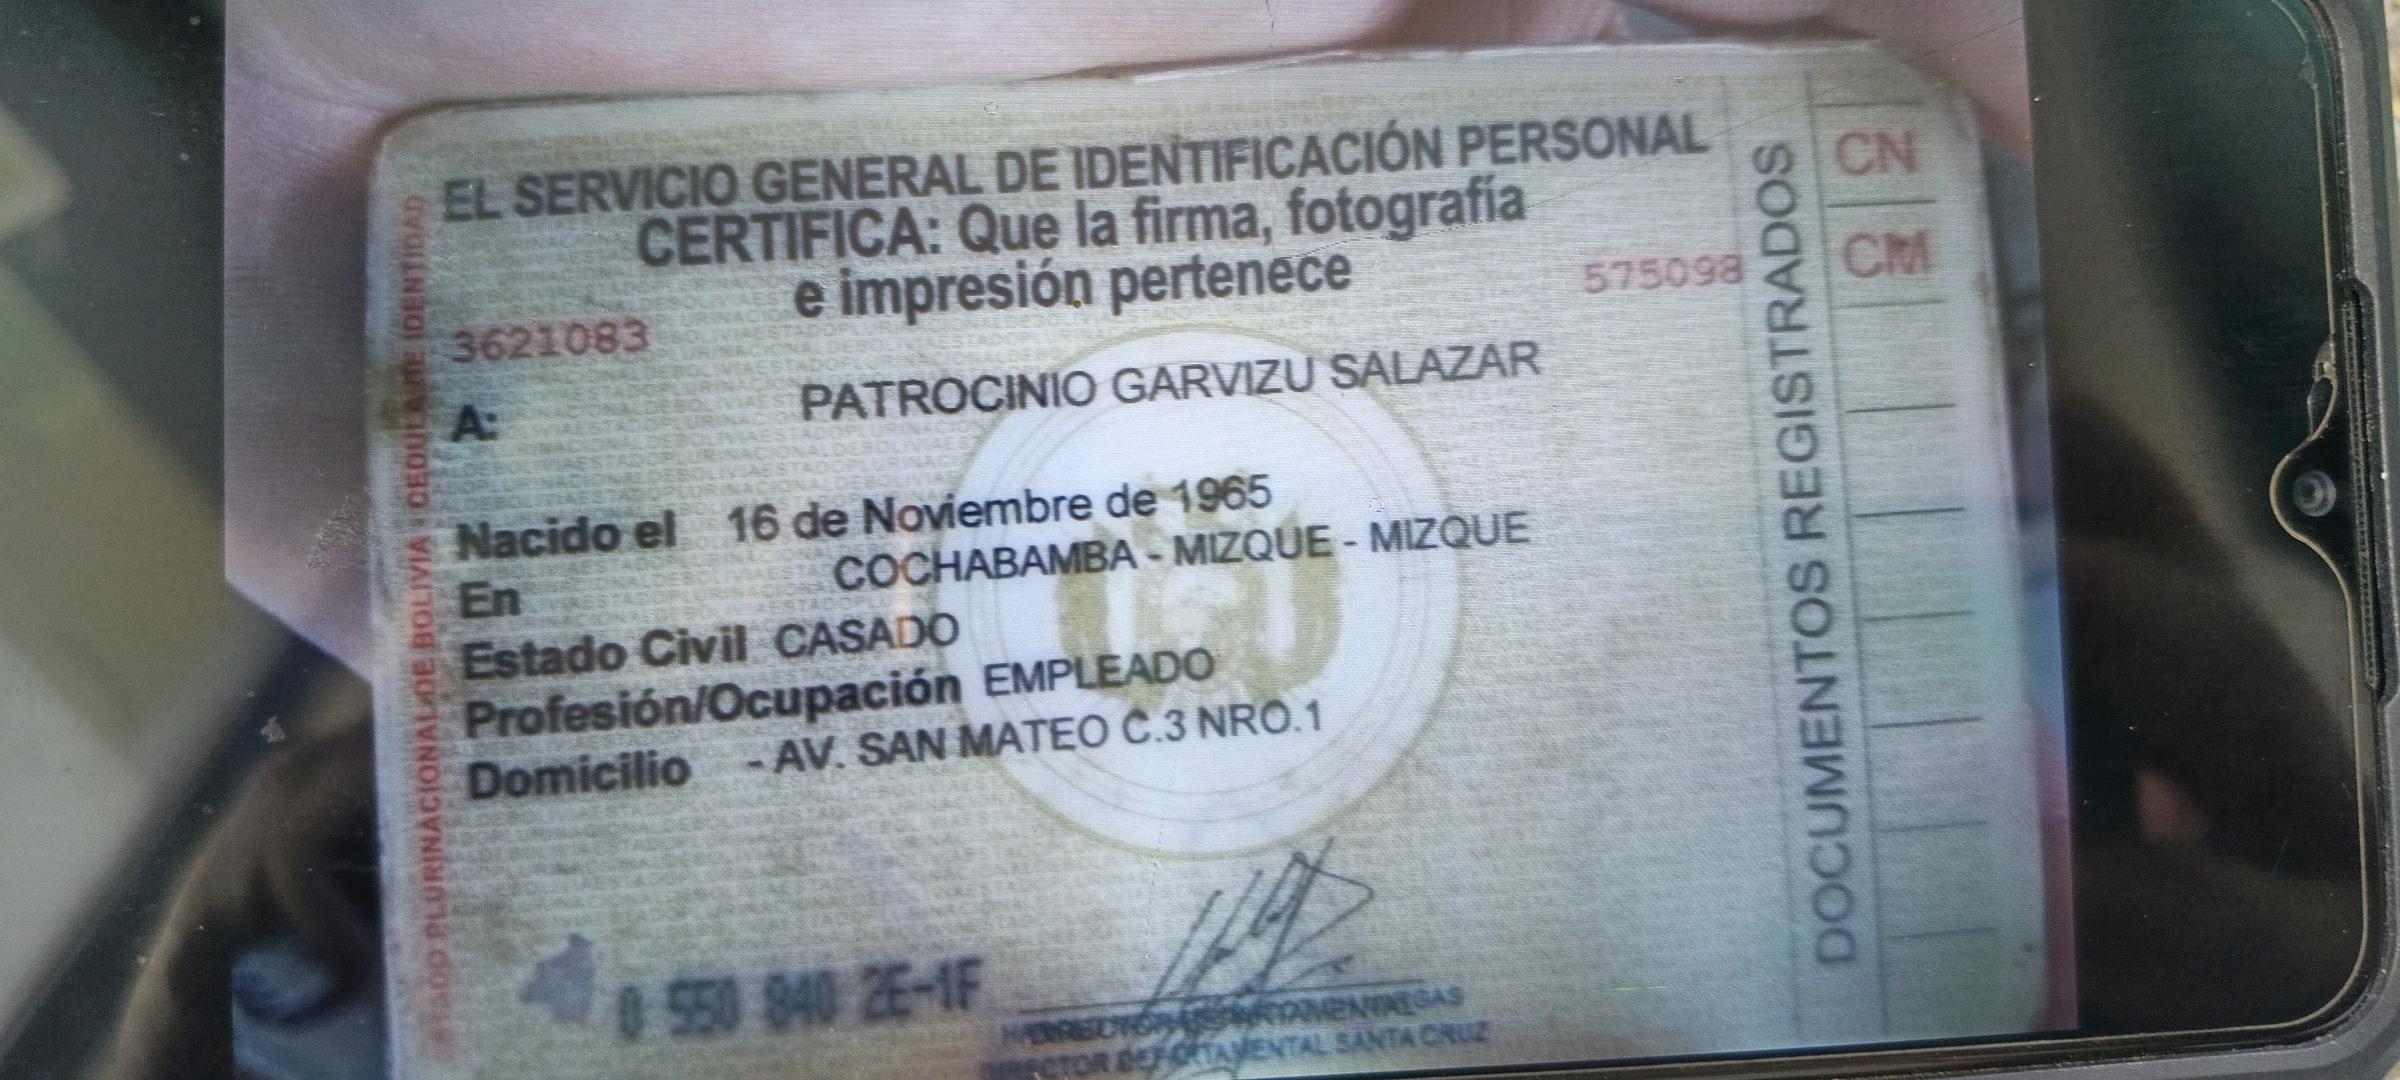 EL SERVICIO GENERAL DE IDENTIFICACIÓN PERSONAL
CERTIFICA: Que la firma, fotografía
e impresión pertenece
575098
3621083
A: PATROCINIO GARVIZU SALAZAR
Nacido el 16 de Noviembre de 1965
En COCHABAMBA - MIZQUE - MIZQUE
Estado Civil CASADO
Profesión/Ocupación EMPLEADO
Domicilio - AV. SAN MATEO C.3 NRO.1
0 550 840 2E-1F
DIRECTOR DEPARTAMENTAL SANTA CRUZ
ESTADO PLURINACIONAL DE BOLIVIA - CEDULA DE IDENTIDAD
DOCUMENTOS REGISTRADOS
CN
CM